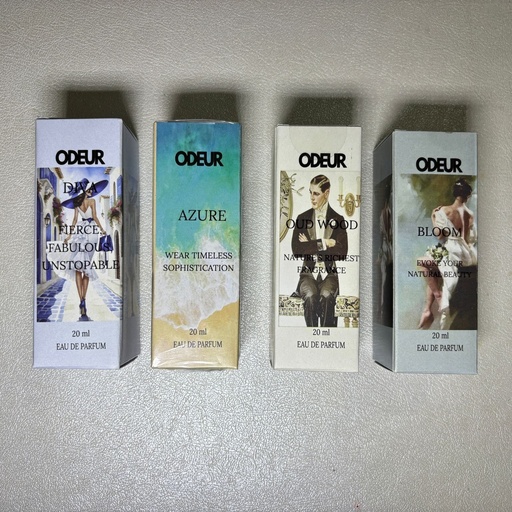 ODEUR
DIVA
FIERCE,
FABULOUS,
UNSTOPABLE
20 ml
EAU DE PARFUM
ODEUR
AZURE
WEAR TIMELESS
SOPHISTICATION
20 ml
EAU DE PARFUM
ODEUR
OUD WOOD
NATURE'S RICHEST
FRAGRANCE
20 ml
EAU DE PARFUM
ODEUR
BLOOM
EVOKE YOUR
NATURAL BEAUTY
20 ml
EAU DE PARFUM